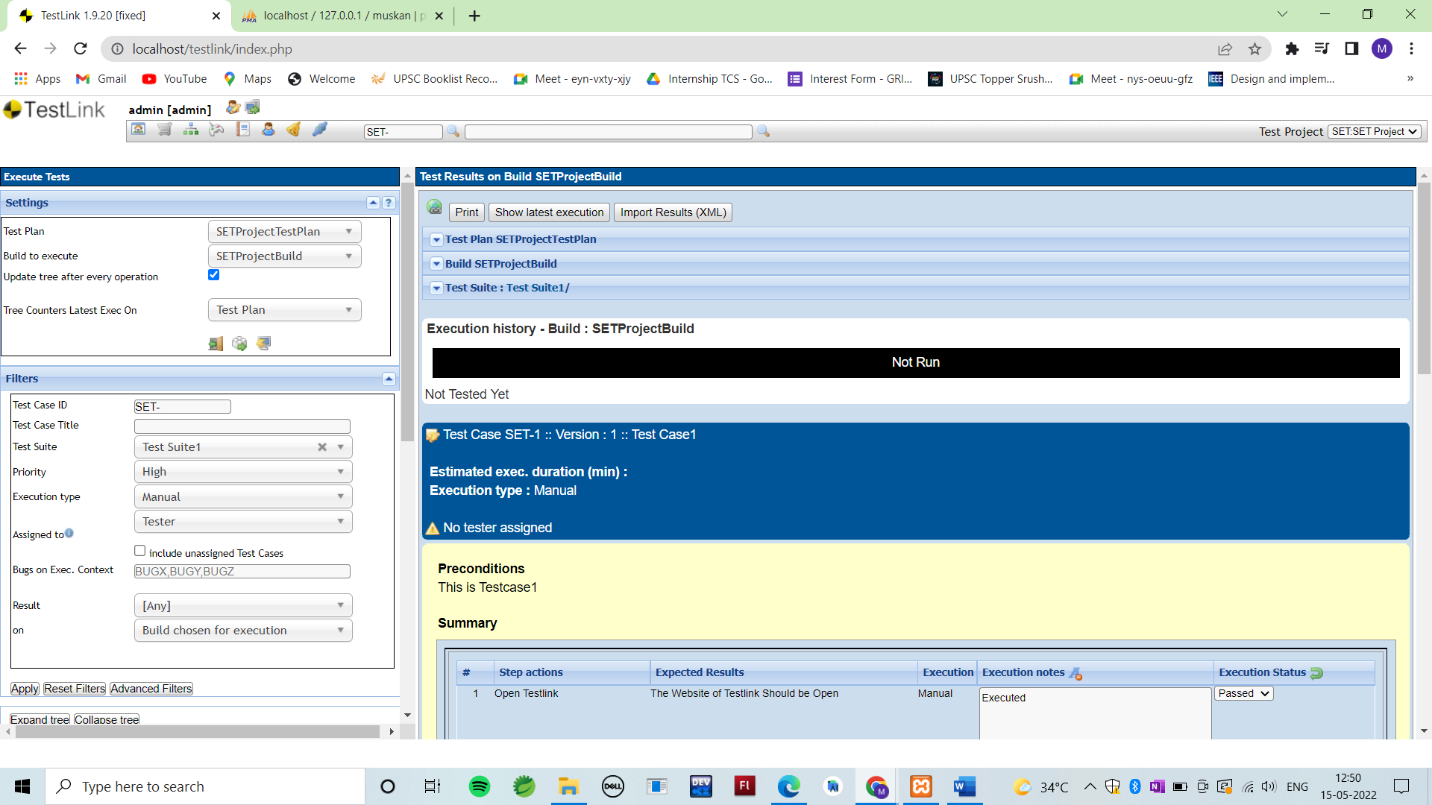 TestLink 1.9.20 [fixed]
localhost / 127.0.0.1 / muskan | p
localhost/testlink/index.php
M
Apps
Gmail
YouTube
Maps
Welcome
UPSC Booklist Reco...
Meet - eyn-vxty-xjy
Internship TCS - Go...
Interest Form - GRI...
UPSC Topper Srush...
Meet - nys-oeuu-gfz
IEEE
Design and implem...
»
TestLink
admin [admin]
SET-
Test Project
SET:SET Project
Execute Tests
Settings
?
Test Plan
SETProjectTestPlan
Build to execute
SETProjectBuild
Update tree after every operation
Tree Counters Latest Exec On
Test Plan
Filters
Test Case ID
SET-
Test Case Title
Test Suite
Test Suite1
Priority
High
Execution type
Manual
Tester
Assigned to
include unassigned Test Cases
Bugs on Exec. Context
BUGX,BUGY,BUGZ
Result
[Any]
on
Build chosen for execution
Apply
Reset Filters
Advanced Filters
Expand tree
Collapse tree
Test Results on Build SETProjectBuild
Print
Show latest execution
Import Results (XML)
Test Plan SETProjectTestPlan
Build SETProjectBuild
Test Suite : Test Suite1/
Execution history - Build : SETProjectBuild
Not Run
Not Tested Yet
Test Case SET-1 :: Version : 1 :: Test Case1
Estimated exec. duration (min) :
Execution type : Manual
No tester assigned
Preconditions
This is Testcase1
Summary
# Step actions Expected Results Execution Execution notes Execution Status
1 Open Testlink The Website of Testlink Should be Open Manual Executed Passed
Type here to search
DELL
DEV
Fl
M
W
34°C
ENG
12:50
15-05-2022